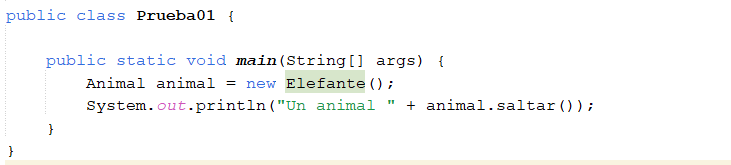 public class Prueba01 {
public static void main(String[] args) {
Animal animal = new Elefante();
System.out.println("Un animal " + animal.saltar());
}
}